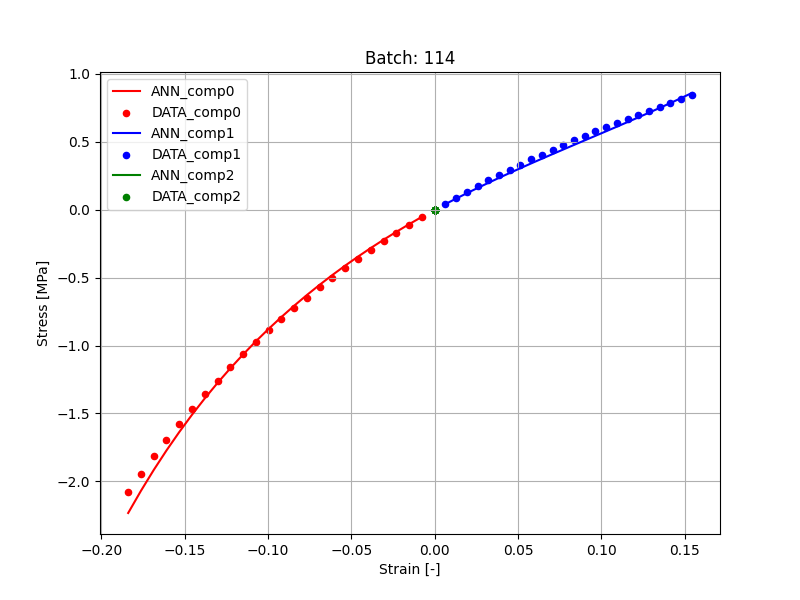 Batch: 114
ANN_comp0
DATA_comp0
ANN_comp1
DATA_comp1
ANN_comp2
DATA_comp2
1.0
0.5
0.0
−0.5
−1.0
−1.5
−2.0
Stress [MPa]
−0.20 −0.15 −0.10 −0.05 0.00 0.05 0.10 0.15
Strain [-]